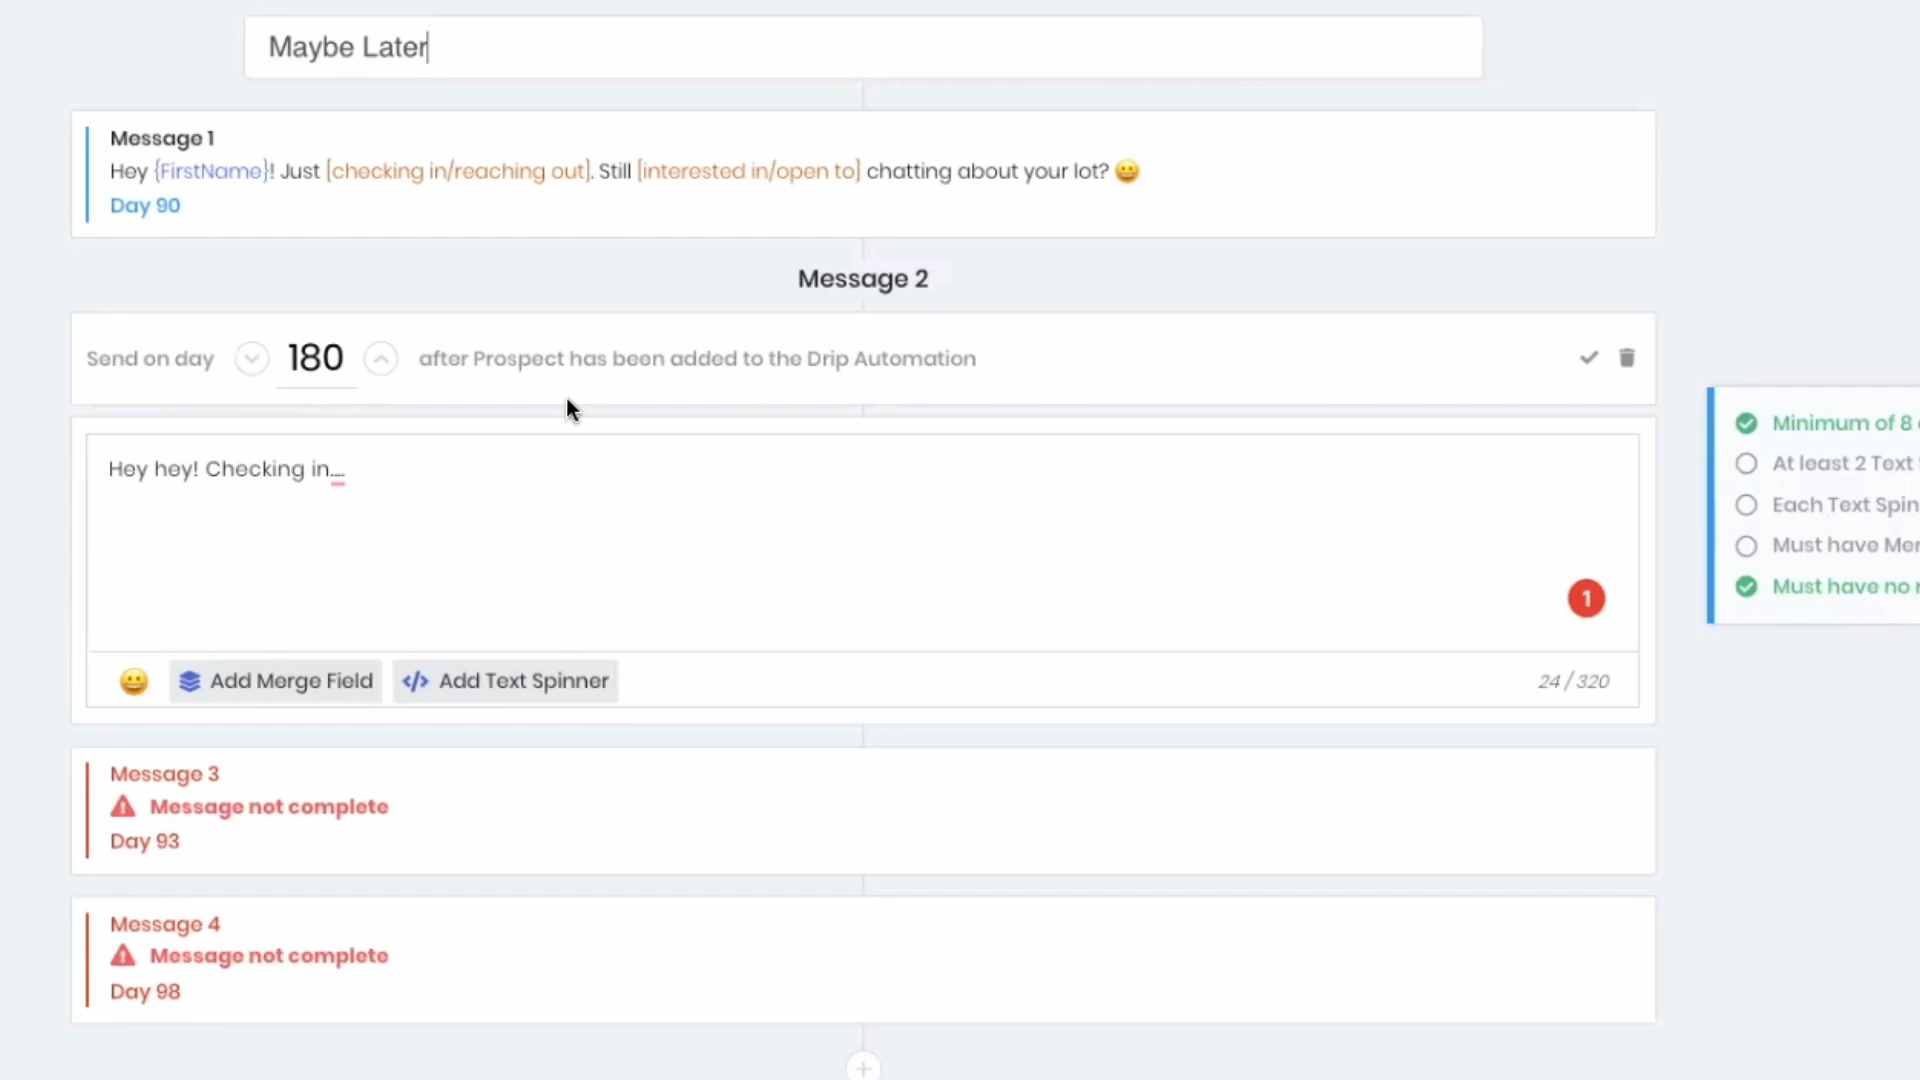 Maybe Later
Message 1
Hey {FirstName}! Just [checking in/reaching out]. Still [interested in/open to] chatting about your lot? 😀
Day 90
Message 2
Send on day 180 after Prospect has been added to the Drip Automation
Hey hey! Checking in....
Minimum of 8
At least 2 Text
Each Text Spin
Must have Mer
Must have no
1
Add Merge Field
Add Text Spinner
24 / 320
Message 3
Message not complete
Day 93
Message 4
Message not complete
Day 98